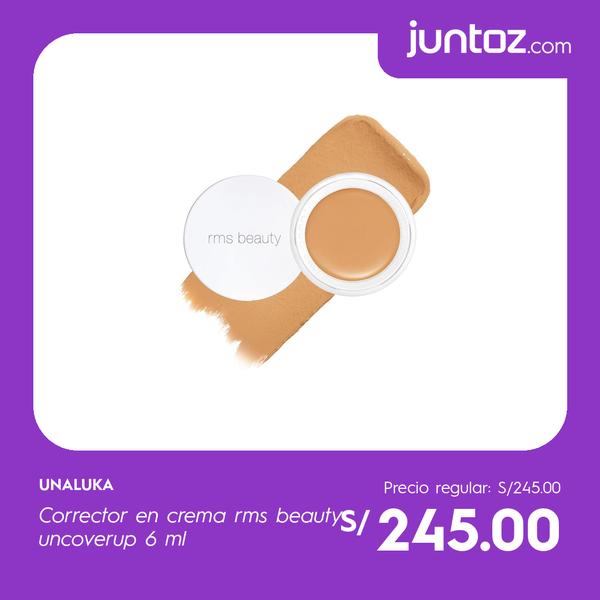 juntoz.com
rms beauty
UNALUKA
Corrector en crema rms beauty
uncoverup 6 ml
Precio regular: S/245.00
S/ 245.00